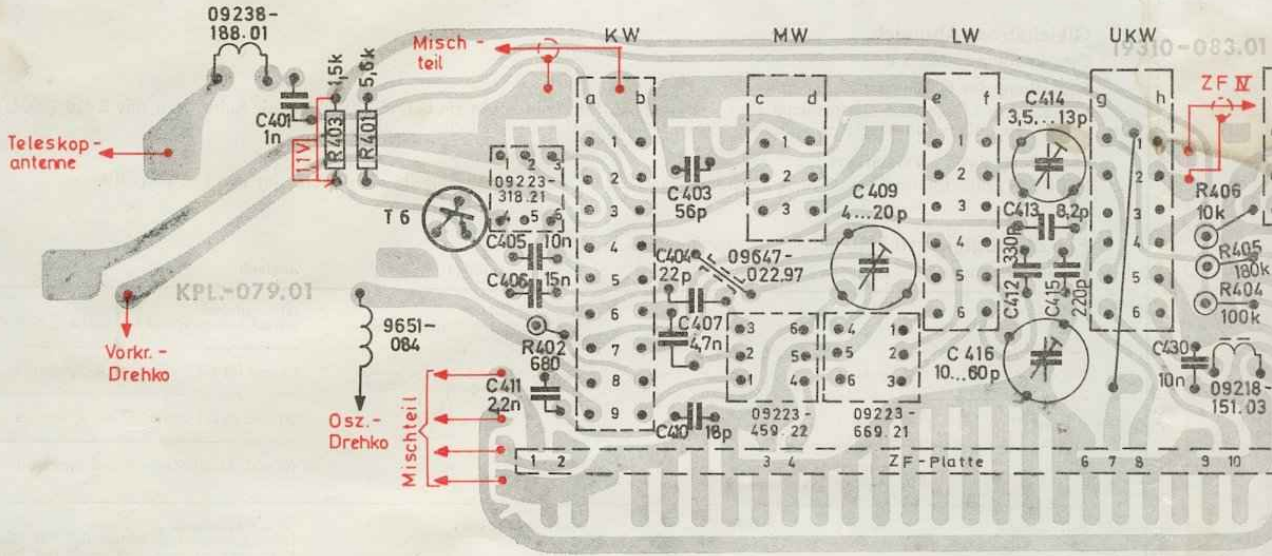 09238-
188.01
C401
1n
1,5k
5,6k
R403
R401
1,1V
Teleskop-
antenne
Misch-
teil
KW
MW
LW
UKW
19310-083.01
ZF IV
a b
1
2
3
4
5
6
7
8
9
c d
1
2
3
e f
1
2
3
4
5
6
g h
1
2
3
4
5
6
C414
3,5...13p
1 2 3
09223-
318.21
4 5 6
T6
C403
56p
C409
4...20p
C413 8,2p
R406
10k
R405
180k
R404
100k
C405 10n
C406 15n
C404
22p
09647-
022.97
330p
C412
C415
220p
KPL.-079.01
Vorkr.-
Drehko
9651-
084
R402
680
C407
4,7n
3 6
2 5
1 4
4 1
5 2
6 3
C416
10...60p
C430
10n
09218-
151.03
C411
2,2n
Osz.-
Drehko
Mischteil
C410 18p
09223-
459.22
09223-
669.21
1 2 3 4 ZF-Platte 6 7 8 9 10